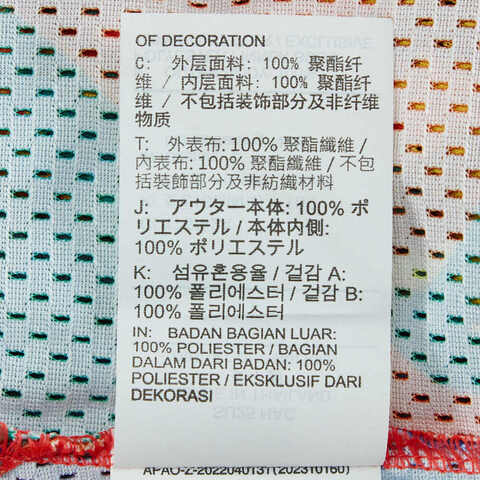 OF DECORATION
C: 外层面料: 100% 聚酯纤
维 / 内层面料: 100% 聚酯纤
维 / 不包括装饰部分及非纤维
物质
T: 外表布: 100% 聚酯纖維 /
內表布: 100% 聚酯纖維 / 不包
括装飾部分及非紡織材料
J: アウター本体: 100% ポ
リエステル / 本体内側:
100% ポリエステル
K: 섬유혼용율 / 겉감 A:
100% 폴리에스터 / 겉감 B:
100% 폴리에스터
IN: BADAN BAGIAN LUAR:
100% POLIESTER / BAGIAN
DALAM DARI BADAN: 100%
POLIESTER / EKSKLUSIF DARI
DEKORASI
APAO-Z-2022040131 (202310160)